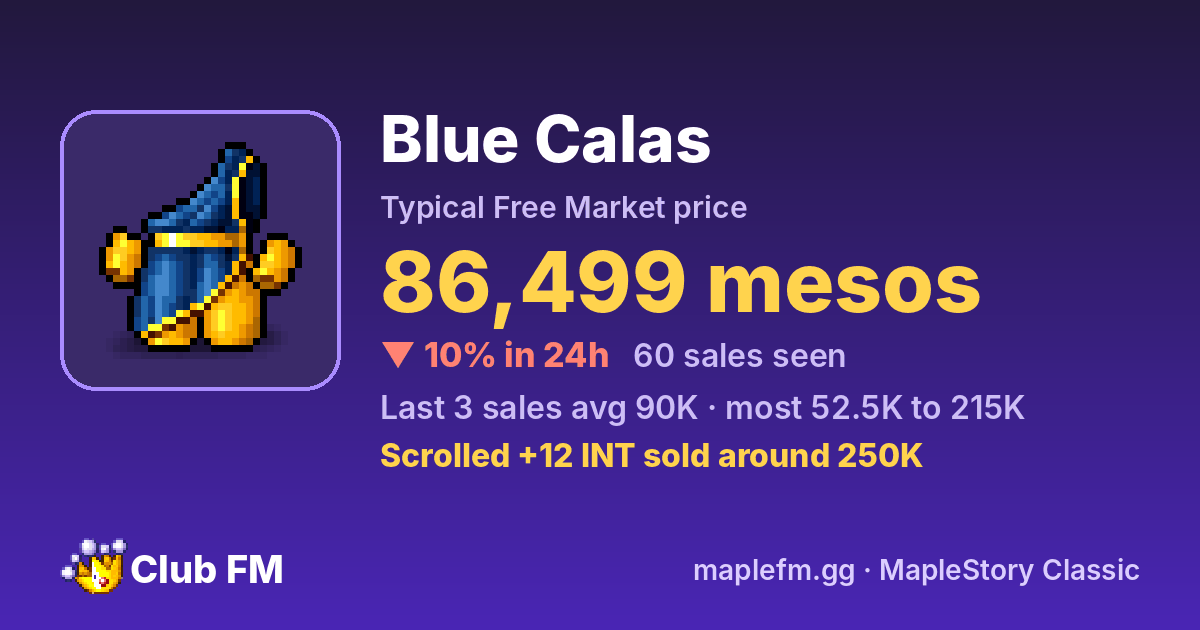 Blue Calas
Typical Free Market price
86,499 mesos
▼ 10% in 24h 60 sales seen
Last 3 sales avg 90K · most 52.5K to 215K
Scrolled +12 INT sold around 250K
Club FM
maplefm.gg · MapleStory Classic